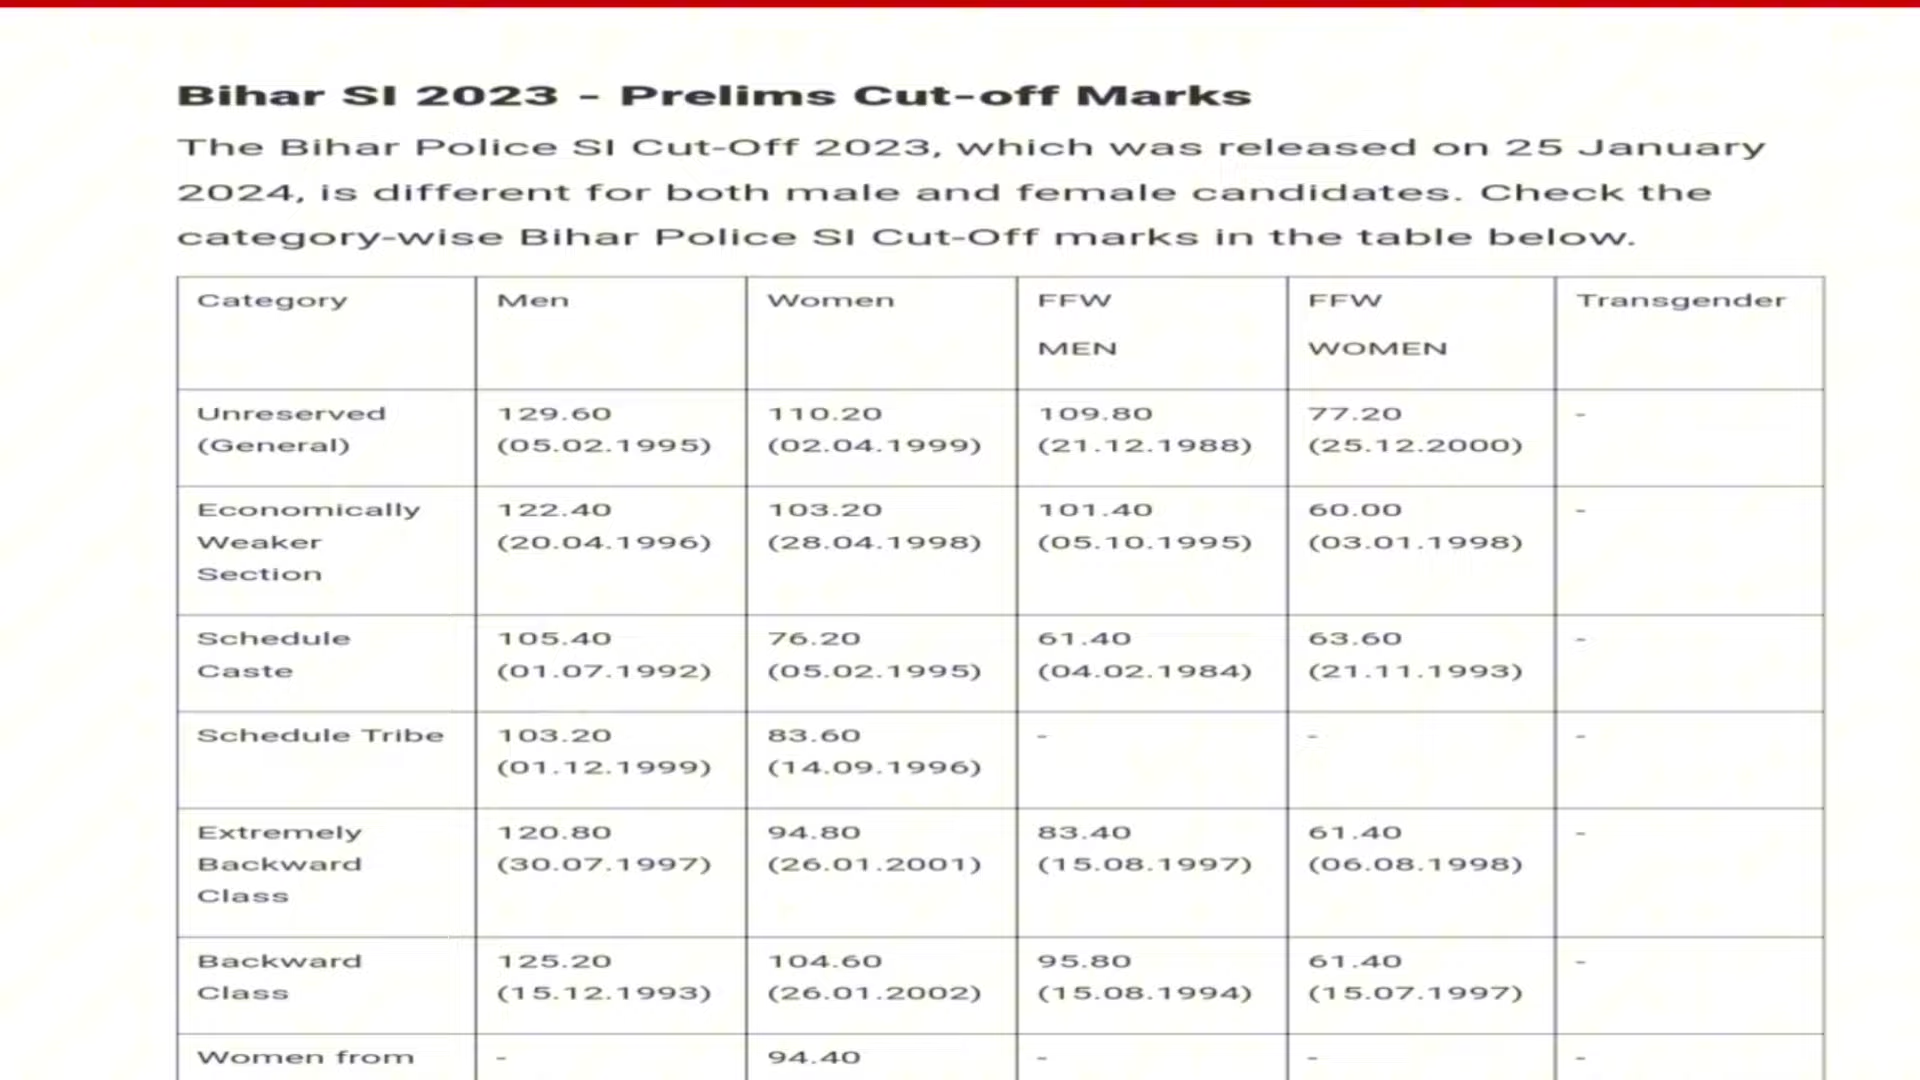 Bihar SI 2023 - Prelims Cut-off Marks
The Bihar Police SI Cut-Off 2023, which was released on 25 January
2024, is different for both male and female candidates. Check the
category-wise Bihar Police SI Cut-Off marks in the table below.
Category Men Women FFW FFW Transgender
MEN WOMEN
Unreserved 129.60 110.20 109.80 77.20 -
(General) (05.02.1995) (02.04.1999) (21.12.1988) (25.12.2000)
Economically 122.40 103.20 101.40 60.00 -
Weaker (20.04.1996) (28.04.1998) (05.10.1995) (03.01.1998)
Section
Schedule 105.40 76.20 61.40 63.60 -
Caste (01.07.1992) (05.02.1995) (04.02.1984) (21.11.1993)
Schedule Tribe 103.20 83.60 - - -
(01.12.1999) (14.09.1996)
Extremely 120.80 94.80 83.40 61.40 -
Backward (30.07.1997) (26.01.2001) (15.08.1997) (06.08.1998)
Class
Backward 125.20 104.60 95.80 61.40 -
Class (15.12.1993) (26.01.2002) (15.08.1994) (15.07.1997)
Women from - 94.40 - - -